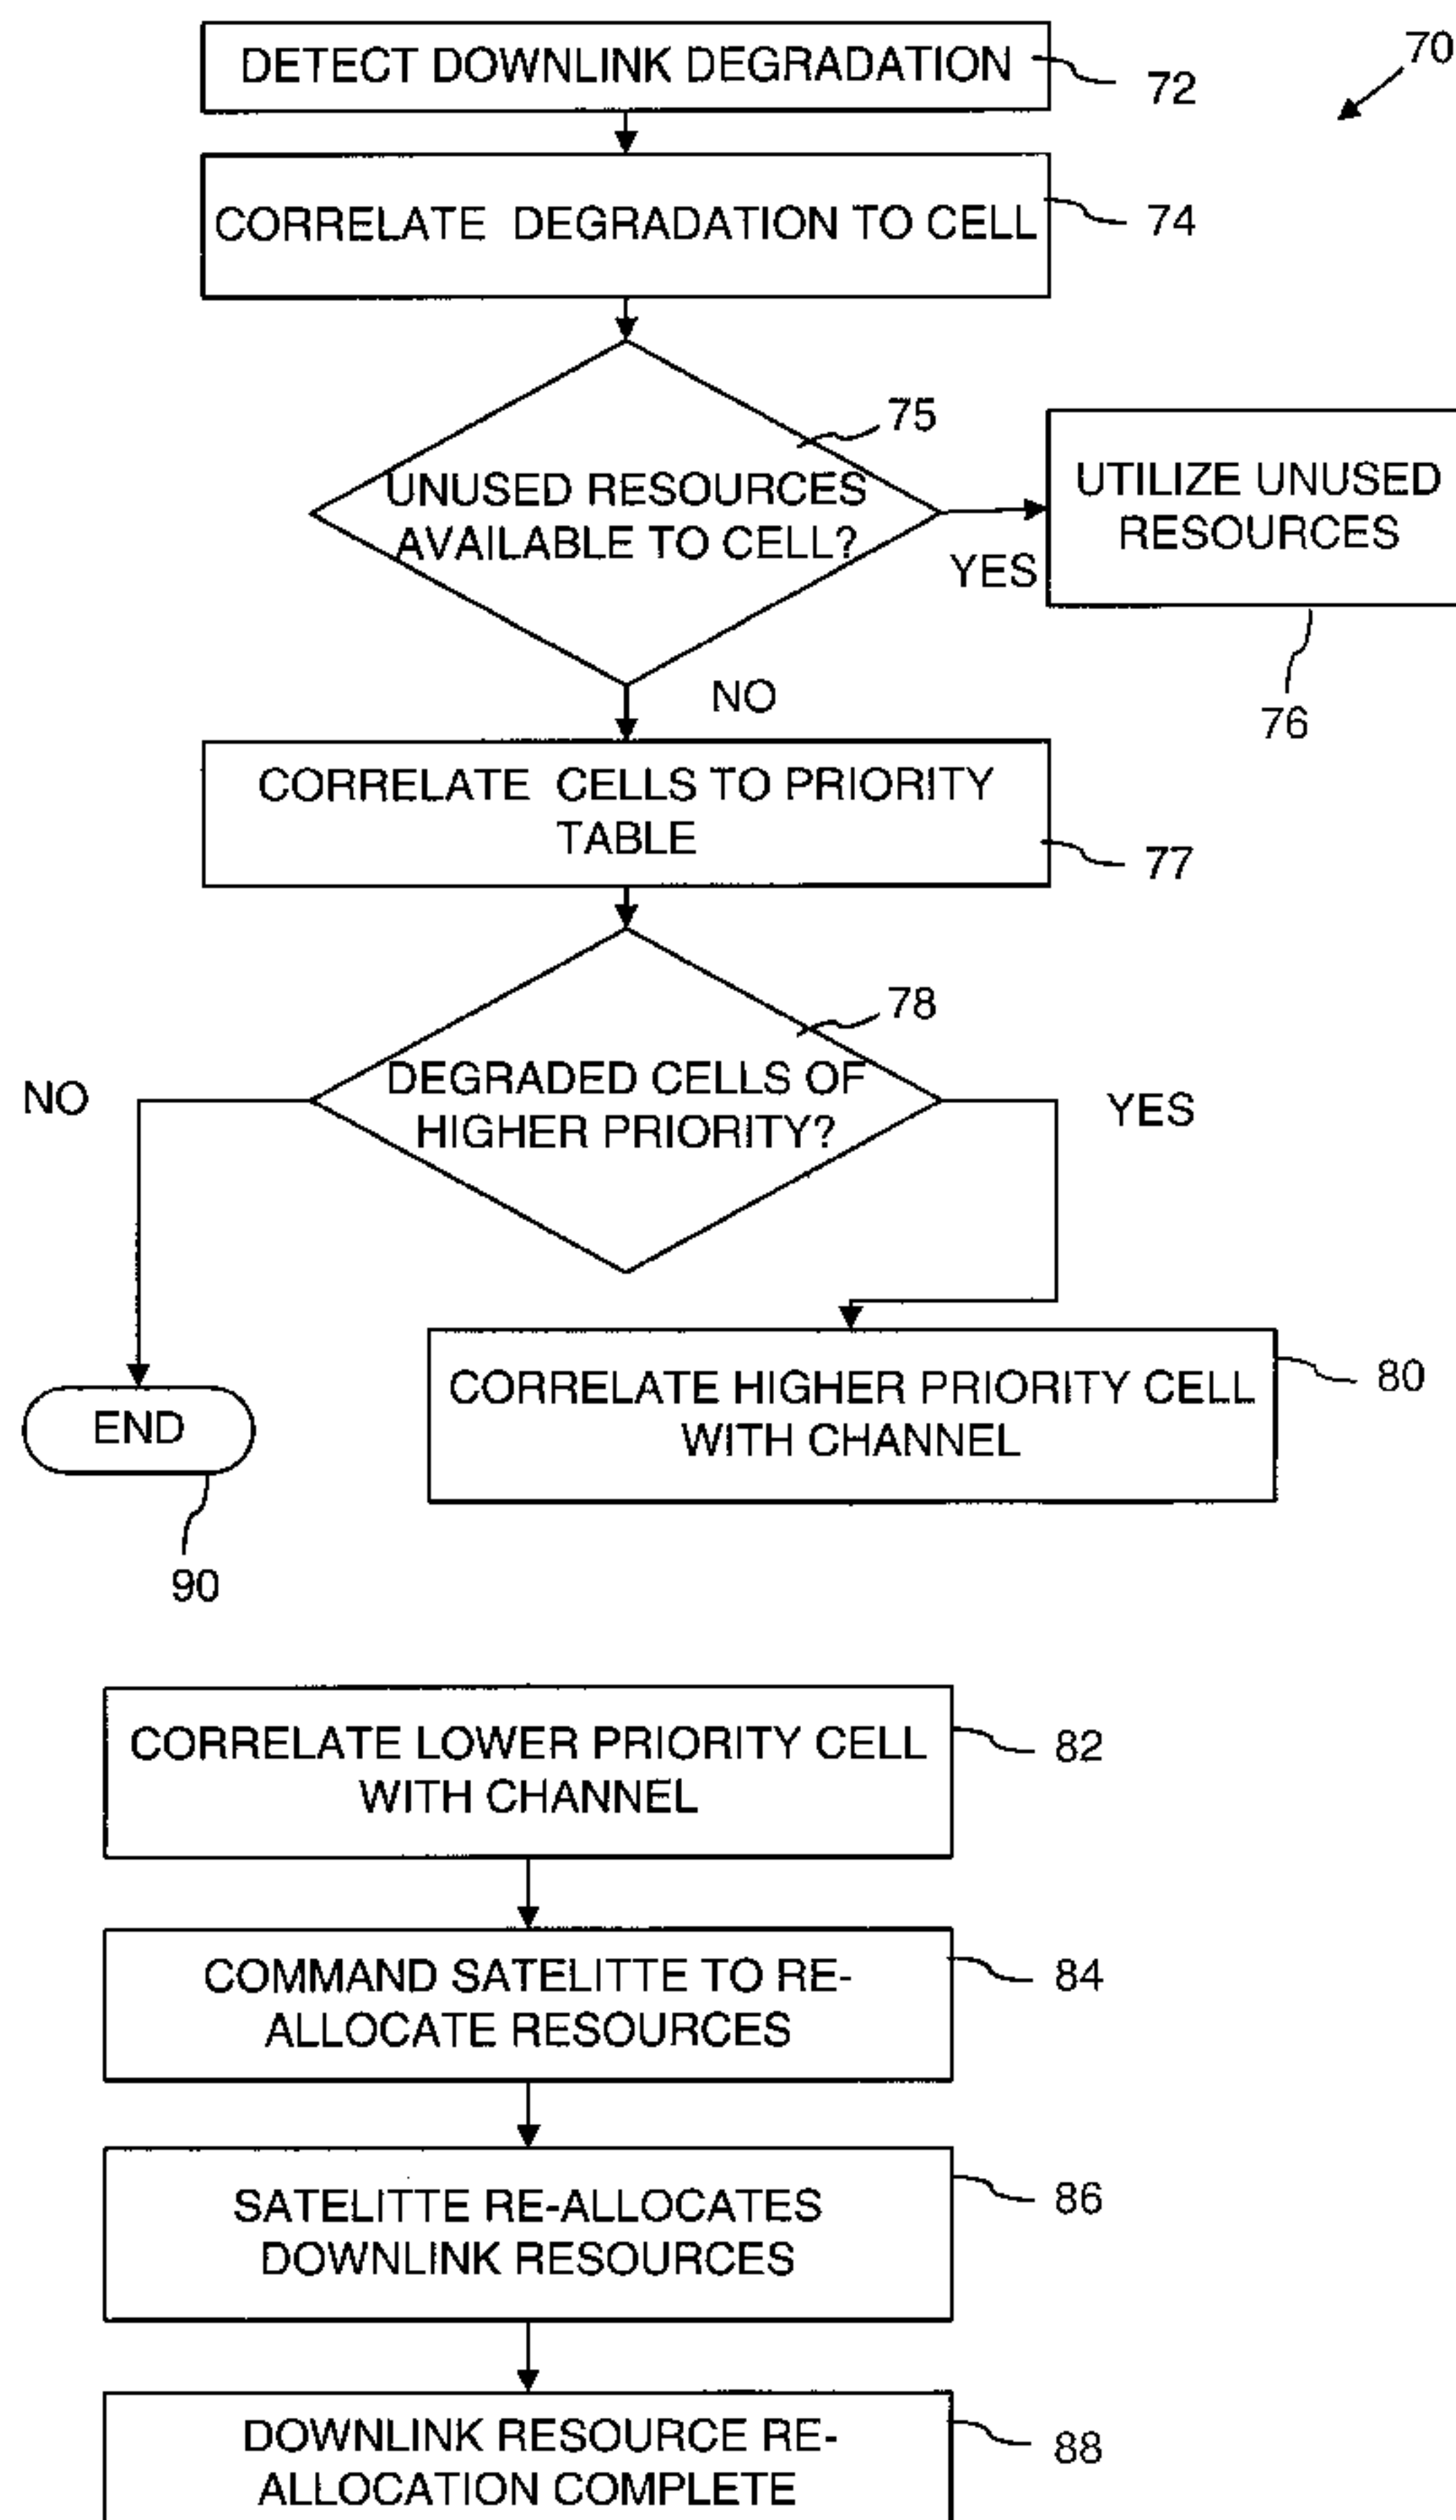 70
DETECT DOWNLINK DEGRADATION
72
CORRELATE DEGRADATION TO CELL
74
75
UNUSED RESOURCES
AVAILABLE TO CELL?
YES
UTILIZE UNUSED
RESOURCES
76
NO
CORRELATE CELLS TO PRIORITY
TABLE
77
78
DEGRADED CELLS OF
HIGHER PRIORITY?
NO
YES
CORRELATE HIGHER PRIORITY CELL
WITH CHANNEL
80
END
90
CORRELATE LOWER PRIORITY CELL
WITH CHANNEL
82
COMMAND SATELITTE TO RE-
ALLOCATE RESOURCES
84
SATELITTE RE-ALLOCATES
DOWNLINK RESOURCES
86
DOWNLINK RESOURCE RE-
ALLOCATION COMPLETE
88